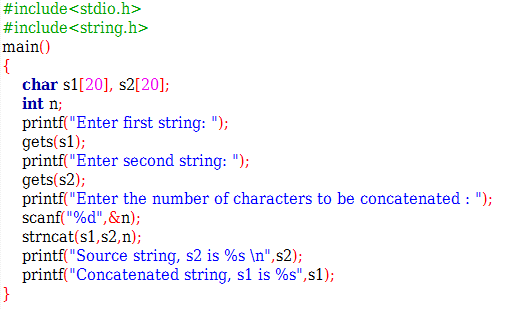 #include<stdio.h>
#include<string.h>
main()
{
char s1[20], s2[20];
int n;
printf("Enter first string: ");
gets(s1);
printf("Enter second string: ");
gets(s2);
printf("Enter the number of characters to be concatenated : ");
scanf("%d",&n);
strncat(s1,s2,n);
printf("Source string, s2 is %s \n",s2);
printf("Concatenated string, s1 is %s",s1);
}